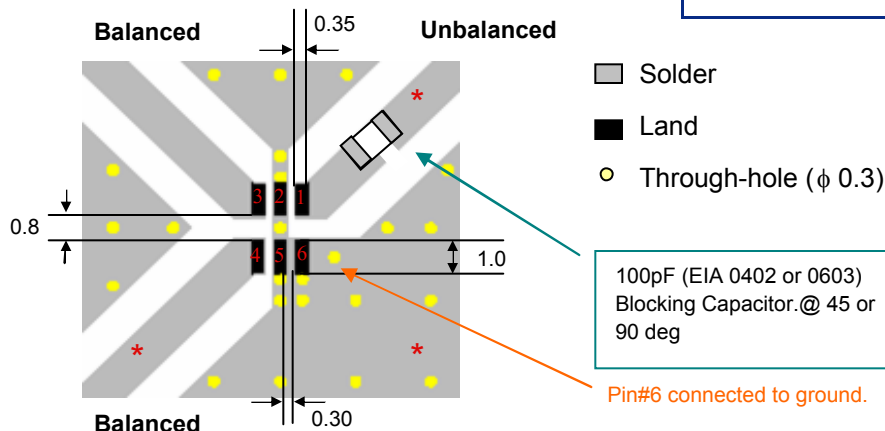 0.35
Balanced
Unbalanced
Solder
*
Land
Through-hole (ϕ 0.3)
3 2 1
0.8
4 5 6
1.0
100pF (EIA 0402 or 0603)
Blocking Capacitor.@ 45 or
90 deg
*
*
Pin#6 connected to ground.
0.30
Balanced